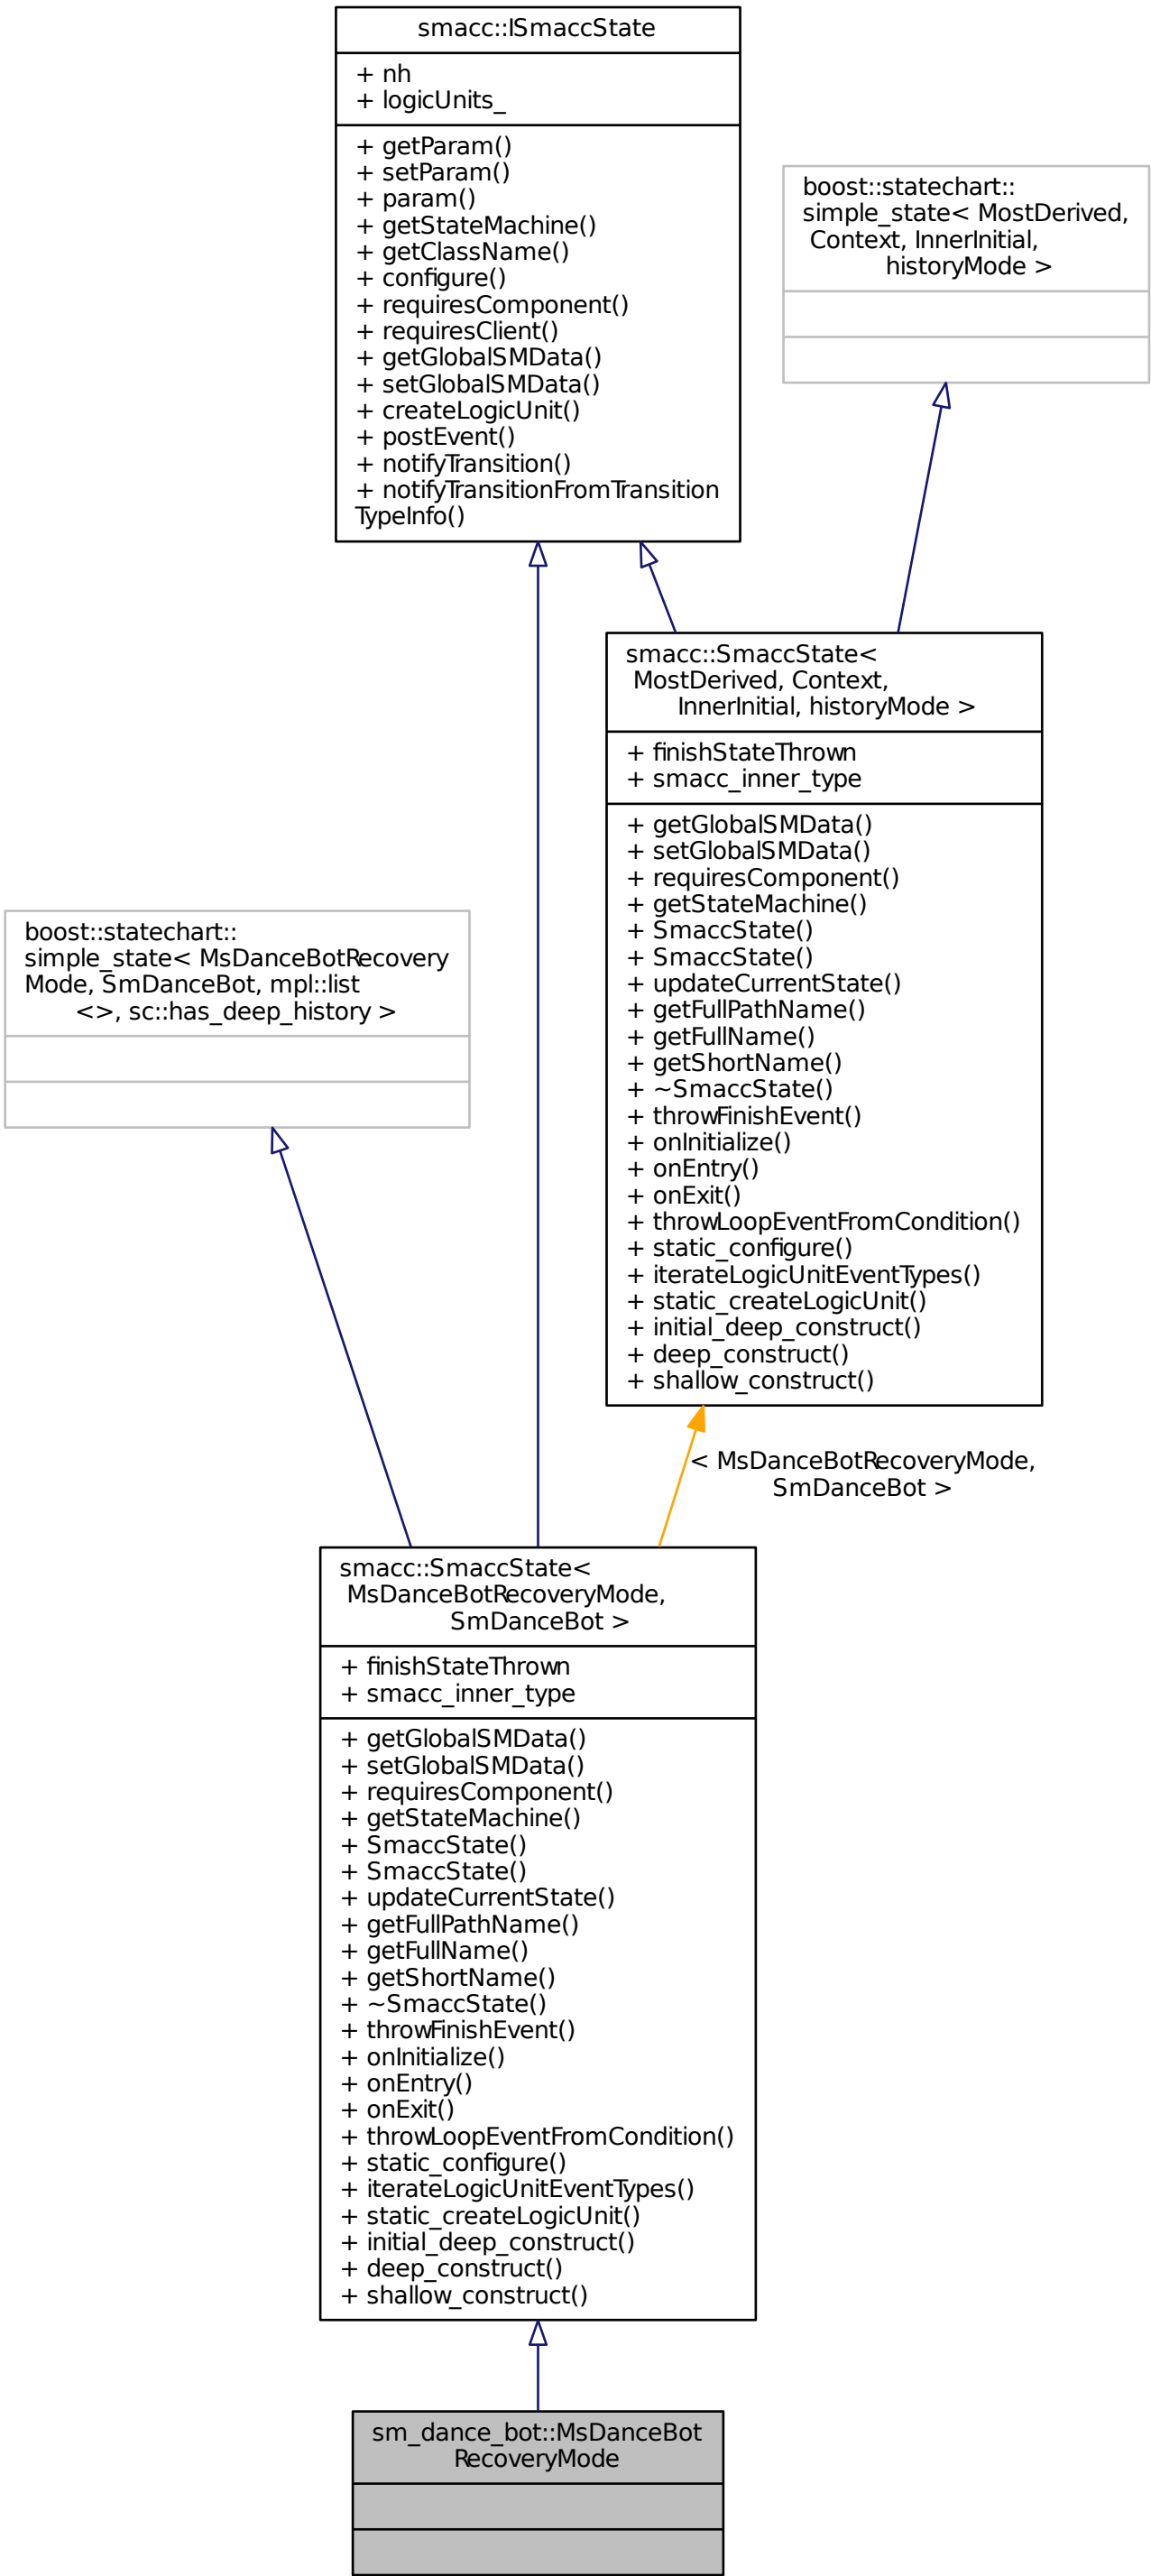 smacc::ISmaccState
+ nh
+ logicUnits_
+ getParam()
+ setParam()
+ param()
+ getStateMachine()
+ getClassName()
+ configure()
+ requiresComponent()
+ requiresClient()
+ getGlobalSMData()
+ setGlobalSMData()
+ createLogicUnit()
+ postEvent()
+ notifyTransition()
+ notifyTransitionFromTransition
TypeInfo()
boost::statechart::
simple_state< MostDerived,
Context, InnerInitial,
historyMode >
smacc::SmaccState<
MostDerived, Context,
InnerInitial, historyMode >
+ finishStateThrown
+ smacc_inner_type
+ getGlobalSMData()
+ setGlobalSMData()
+ requiresComponent()
+ getStateMachine()
+ SmaccState()
+ SmaccState()
+ updateCurrentState()
+ getFullPathName()
+ getFullName()
+ getShortName()
+ ~SmaccState()
+ throwFinishEvent()
+ onInitialize()
+ onEntry()
+ onExit()
+ throwLoopEventFromCondition()
+ static_configure()
+ iterateLogicUnitEventTypes()
+ static_createLogicUnit()
+ initial_deep_construct()
+ deep_construct()
+ shallow_construct()
boost::statechart::
simple_state< MsDanceBotRecovery
Mode, SmDanceBot, mpl::list
<>, sc::has_deep_history >
< MsDanceBotRecoveryMode,
SmDanceBot >
smacc::SmaccState<
MsDanceBotRecoveryMode,
SmDanceBot >
+ finishStateThrown
+ smacc_inner_type
+ getGlobalSMData()
+ setGlobalSMData()
+ requiresComponent()
+ getStateMachine()
+ SmaccState()
+ SmaccState()
+ updateCurrentState()
+ getFullPathName()
+ getFullName()
+ getShortName()
+ ~SmaccState()
+ throwFinishEvent()
+ onInitialize()
+ onEntry()
+ onExit()
+ throwLoopEventFromCondition()
+ static_configure()
+ iterateLogicUnitEventTypes()
+ static_createLogicUnit()
+ initial_deep_construct()
+ deep_construct()
+ shallow_construct()
sm_dance_bot::MsDanceBot
RecoveryMode